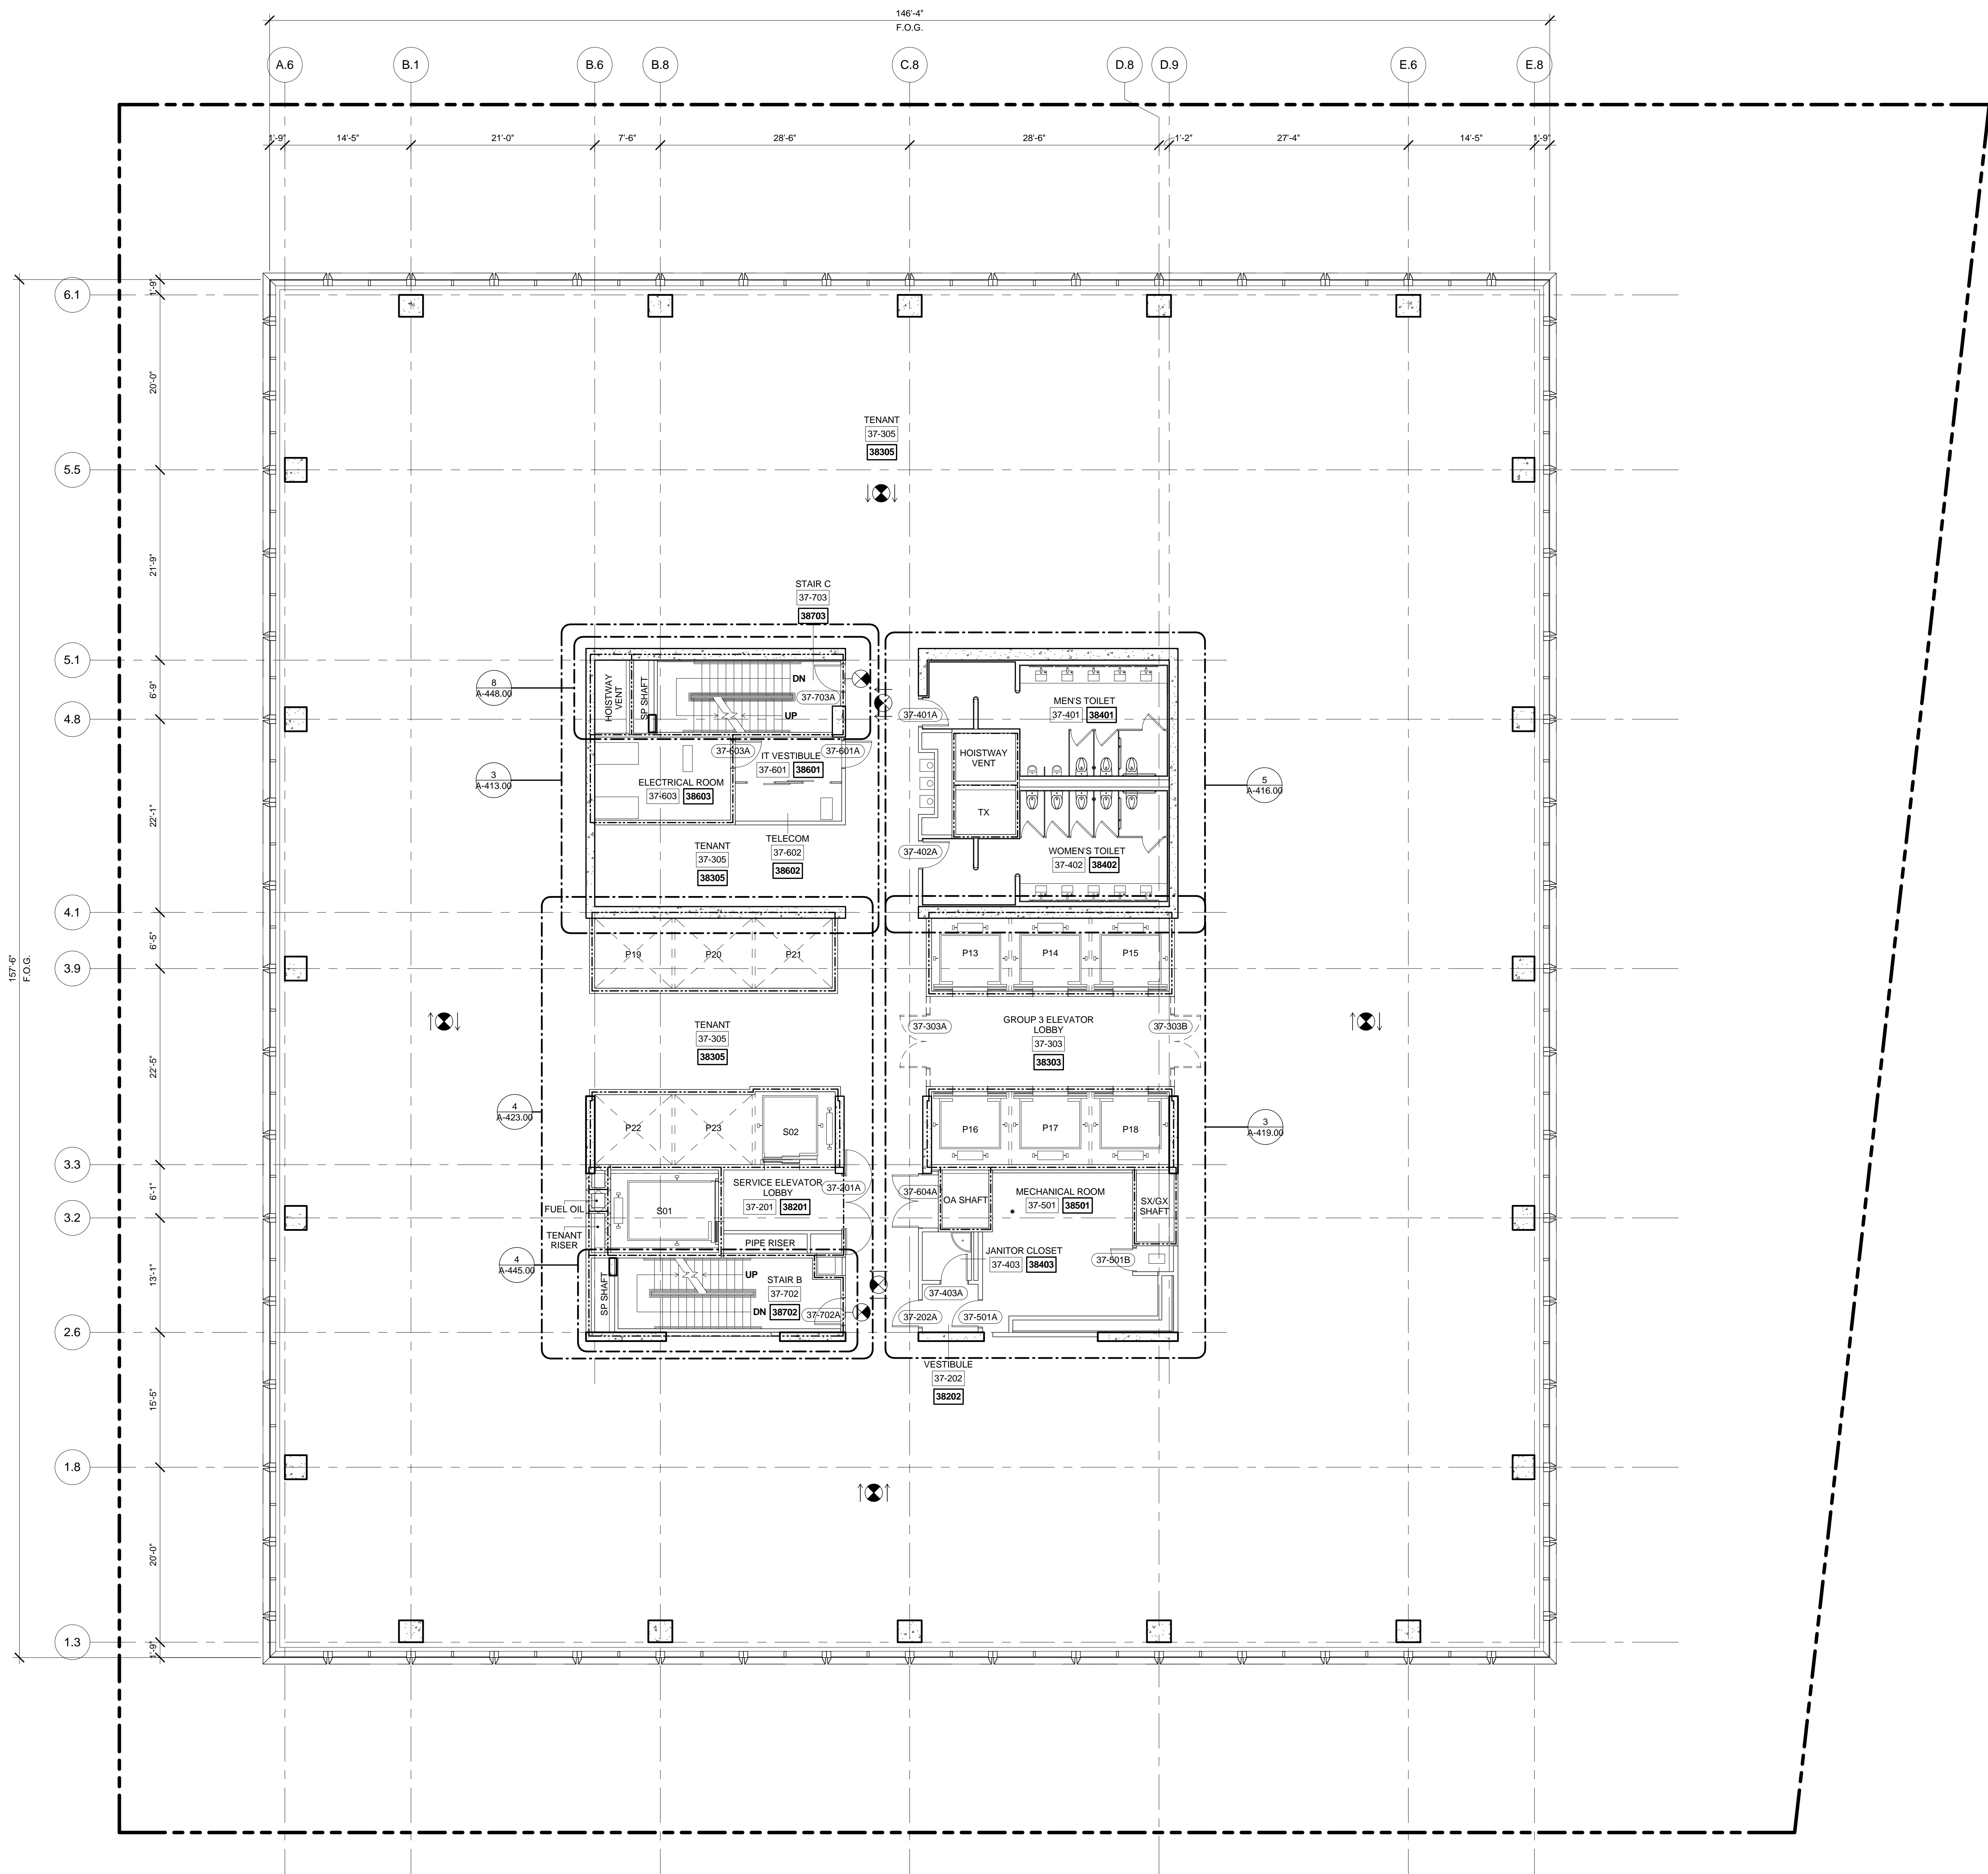 146'-4"
F.O.G.
A.6
B.1
B.6
B.8
C.8
D.8
D.9
E.6
E.8
1'-9"
14'-5"
21'-0"
7'-6"
28'-6"
28'-6"
1'-2"
27'-4"
14'-5"
1'-9"
157'-6"
F.O.G.
6.1
5.5
5.1
4.8
4.1
3.9
3.3
3.2
2.6
1.8
1.3
1'-9"
20'-0"
21'-9"
6'-9"
22'-1"
6'-5"
22'-5"
6'-1"
13'-1"
15'-5"
20'-0"
1'-9"
TENANT
37-305
38305
STAIR C
37-703
38703
8
A-448.00
HOISTWAY
VENT
SP SHAFT
DN
UP
37-703A
3
A-413.00
37-603A
37-601A
IT VESTIBULE
37-601 38601
ELECTRICAL ROOM
37-603 38603
TELECOM
37-602
38602
TENANT
37-305
38305
37-401A
MEN'S TOILET
37-401 38401
HOISTWAY
VENT
TX
5
A-416.00
37-402A
WOMEN'S TOILET
37-402 38402
P19
P20
P21
P13
P14
P15
TENANT
37-305
38305
37-303A
GROUP 3 ELEVATOR
LOBBY
37-303
38303
37-303B
4
A-423.00
P22
P23
S02
P16
P17
P18
3
A-419.00
SERVICE ELEVATOR
LOBBY
37-201 38201
37-201A
S01
FUEL OIL
TENANT
RISER
PIPE RISER
37-604A
OA SHAFT
MECHANICAL ROOM
37-501 38501
SX/GX
SHAFT
JANITOR CLOSET
37-403 38403
37-501B
37-403A
4
A-445.00
SP SHAFT
UP
DN
STAIR B
37-702
38702
37-702A
37-202A
37-501A
VESTIBULE
37-202
38202